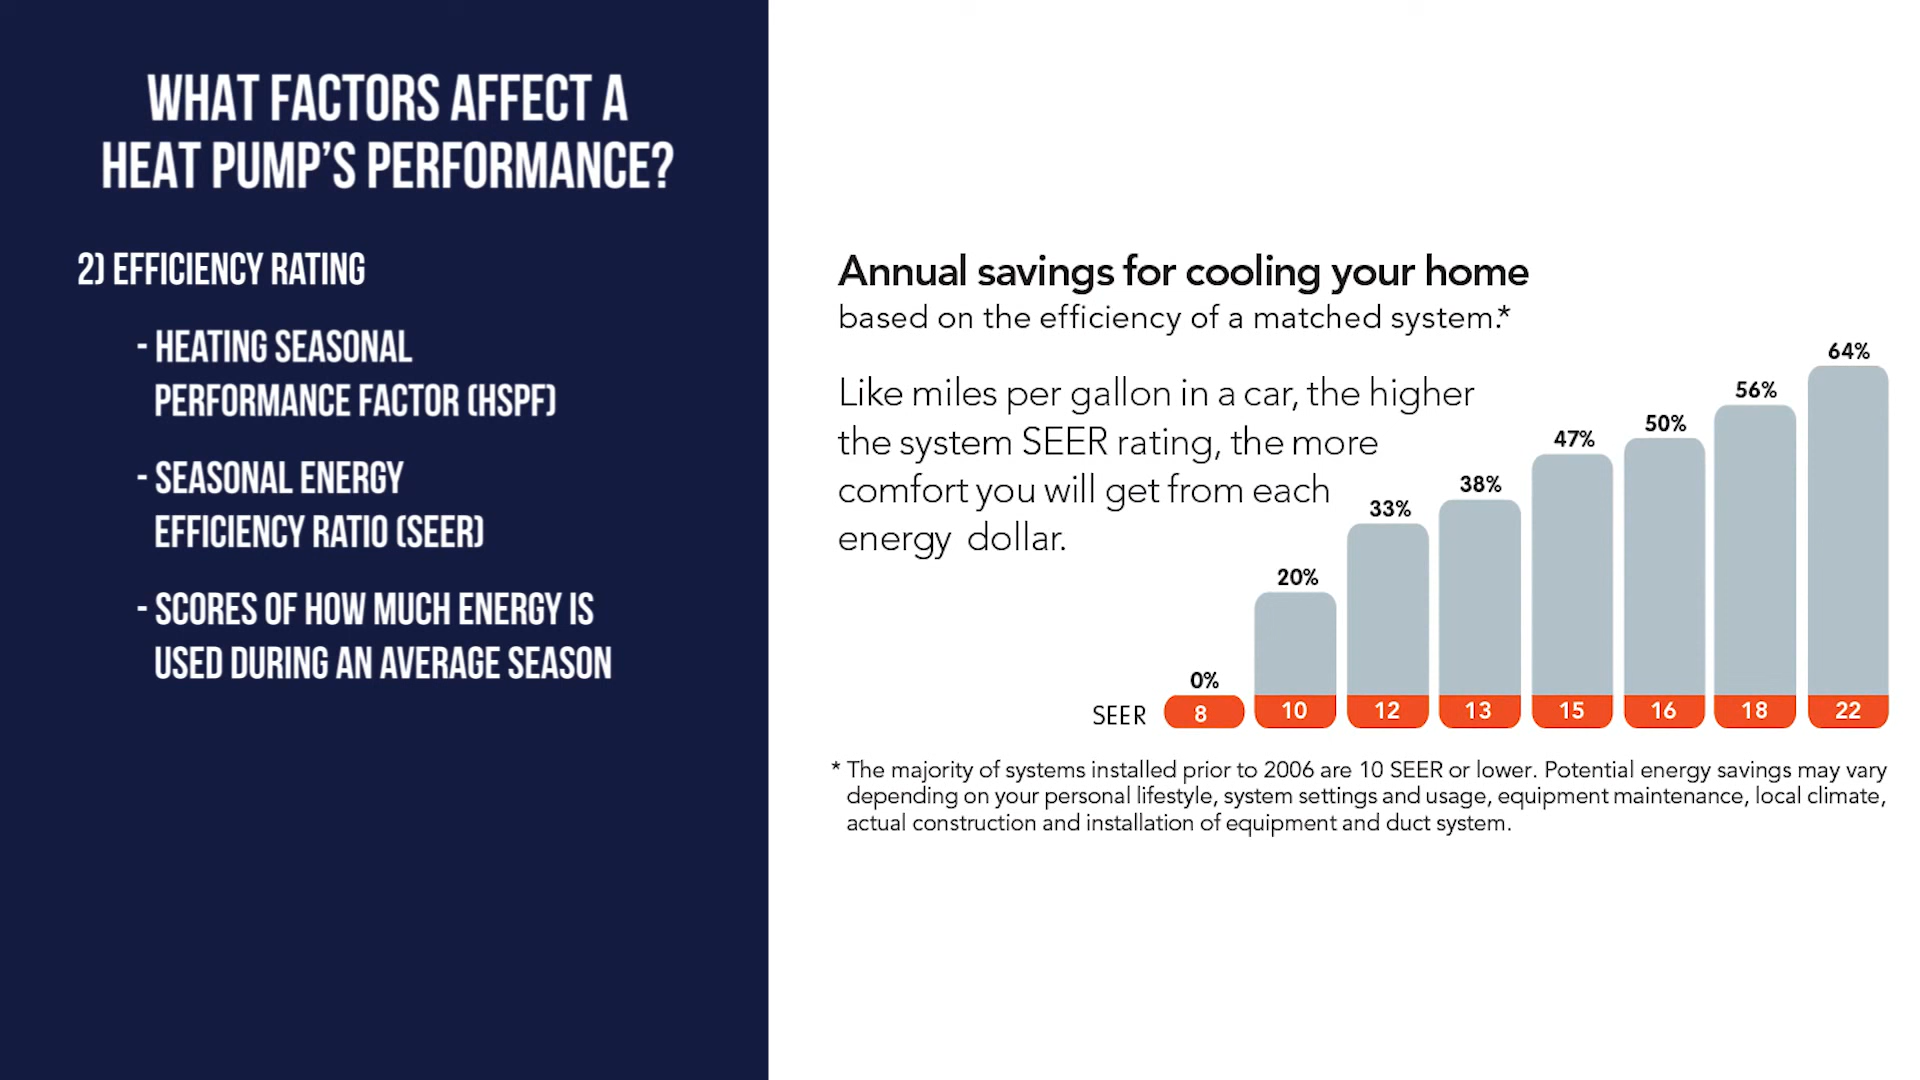 WHAT FACTORS AFFECT A
HEAT PUMP'S PERFORMANCE?
2) EFFICIENCY RATING
- HEATING SEASONAL
PERFORMANCE FACTOR (HSPF)
- SEASONAL ENERGY
EFFICIENCY RATIO (SEER)
- SCORES OF HOW MUCH ENERGY IS
USED DURING AN AVERAGE SEASON
Annual savings for cooling your home
based on the efficiency of a matched system.*
Like miles per gallon in a car, the higher
the system SEER rating, the more
comfort you will get from each
energy dollar.
0%
20%
33%
38%
47%
50%
56%
64%
SEER 8 10 12 13 15 16 18 22
* The majority of systems installed prior to 2006 are 10 SEER or lower. Potential energy savings may vary
depending on your personal lifestyle, system settings and usage, equipment maintenance, local climate,
actual construction and installation of equipment and duct system.